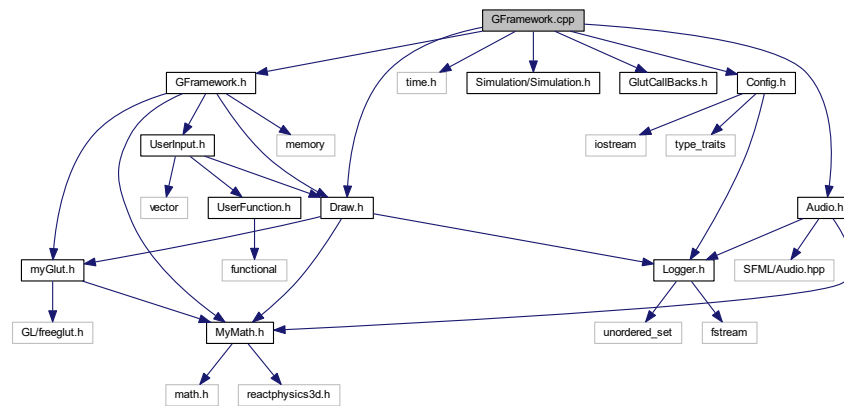 GFramework.cpp
GFramework.h
time.h
Simulation/Simulation.h
GlutCallBacks.h
Config.h
UserInput.h
memory
iostream
type_traits
vector
UserFunction.h
Draw.h
Audio.h
myGlut.h
functional
Logger.h
SFML/Audio.hpp
GL/freeglut.h
MyMath.h
unordered_set
fstream
math.h
reactphysics3d.h